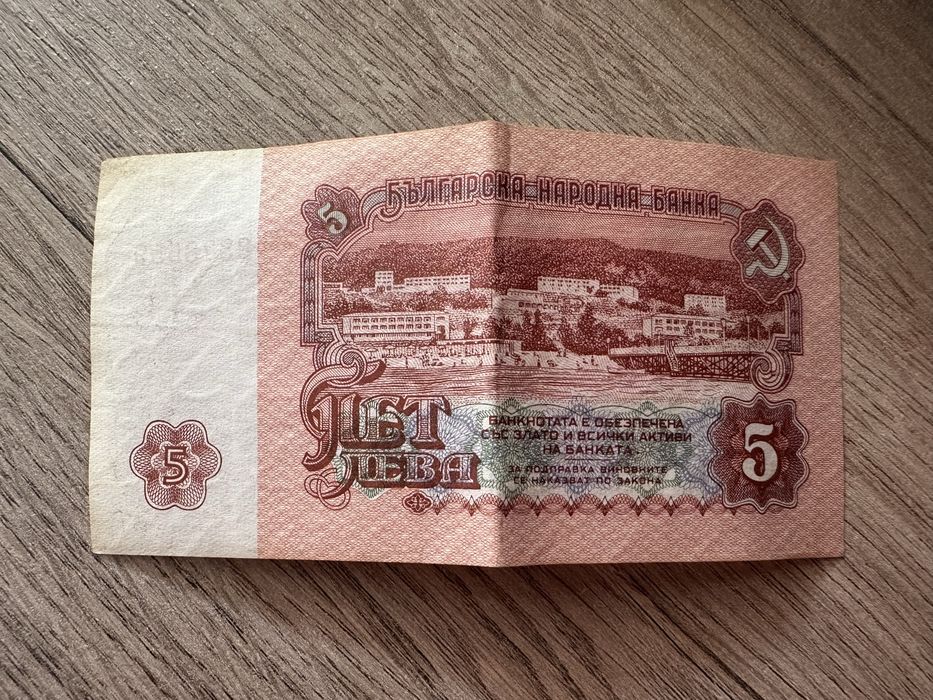 БЪЛГАРСКА НАРОДНА БАНКА
5
ПЕТ
ЛЕВА
БАНКНОТАТА Е ОБЕЗПЕЧЕНА
СЪС ЗЛАТО И ВСИЧКИ АКТИВИ
НА БАНКАТА
ЗА ПОДПРАВКА ВИНОВНИТЕ
СЕ НАКАЗВАТ ПО ЗАКОНА
5
5